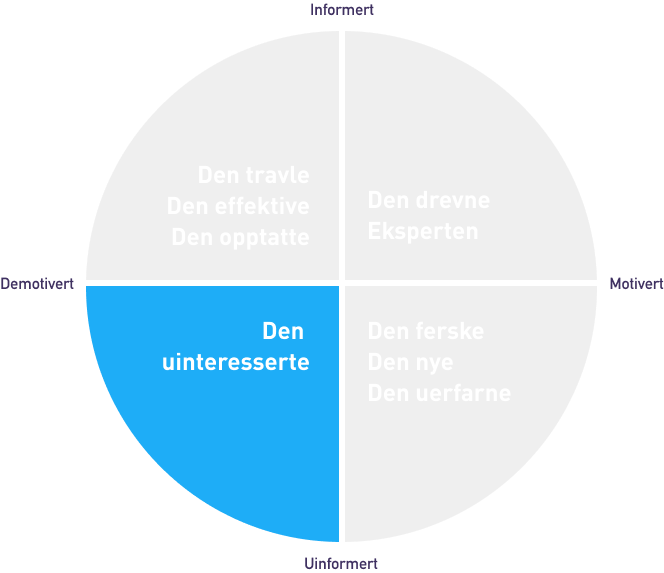 Informert
Den travle
Den effektive
Den opptatte
Den drevne
Eksperten
Demotivert
Motivert
Den
uinteresserte
Den ferske
Den nye
Den uerfarne
Uinformert